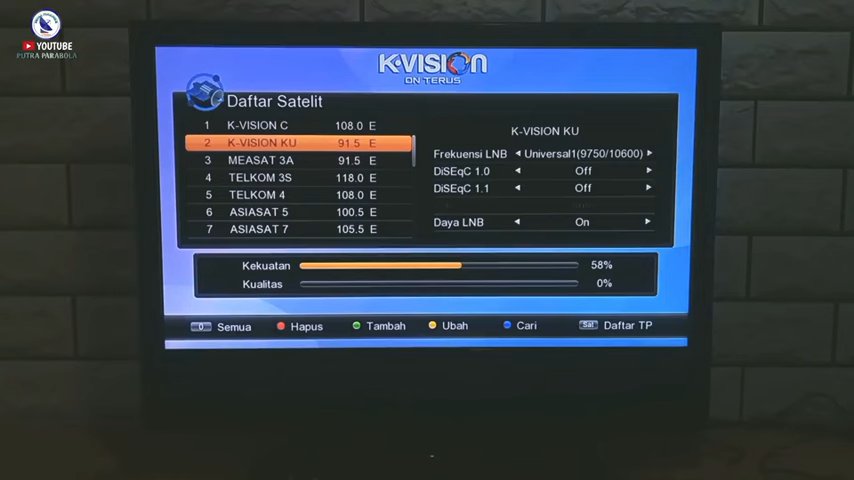 YOUTUBE
PUTRA PARABOLA
K-VISION
ON TERUS
Daftar Satelit
1 K-VISION C 108.0 E
2 K-VISION KU 91.5 E
3 MEASAT 3A 91.5 E
4 TELKOM 3S 118.0 E
5 TELKOM 4 108.0 E
6 ASIASAT 5 100.5 E
7 ASIASAT 7 105.5 E
K-VISION KU
Frekuensi LNB Universal1(9750/10600)
DiSEqC 1.0 Off
DiSEqC 1.1 Off
Daya LNB On
Kekuatan 58%
Kualitas 0%
0 Semua Hapus Tambah Ubah Cari Sat Daftar TP